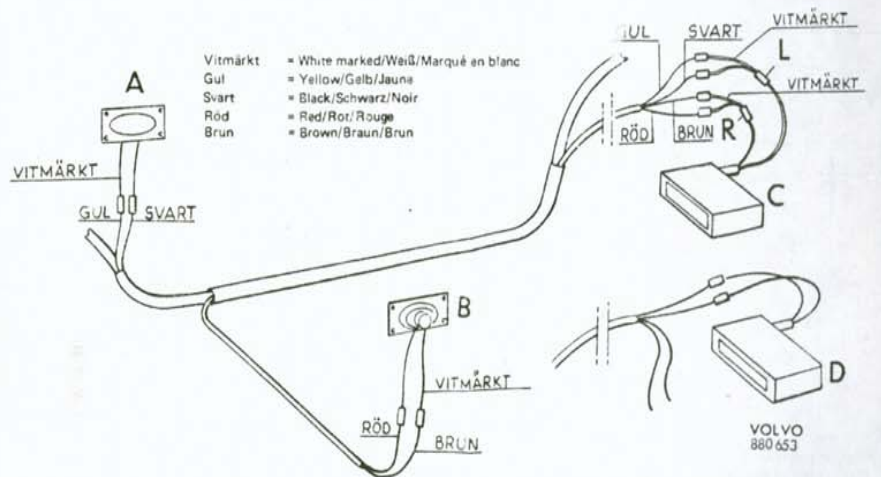 A
Vitmärkt = White marked/Weiß/Marqué en blanc
Gul = Yellow/Gelb/Jaune
Svart = Black/Schwarz/Noir
Röd = Red/Rot/Rouge
Brun = Brown/Braun/Brun
VITMÄRKT
GUL SVART
GUL SVART VITMÄRKT
L
VITMÄRKT
RÖD BRUN R
C
B
VITMÄRKT
RÖD BRUN
D
VOLVO
880653